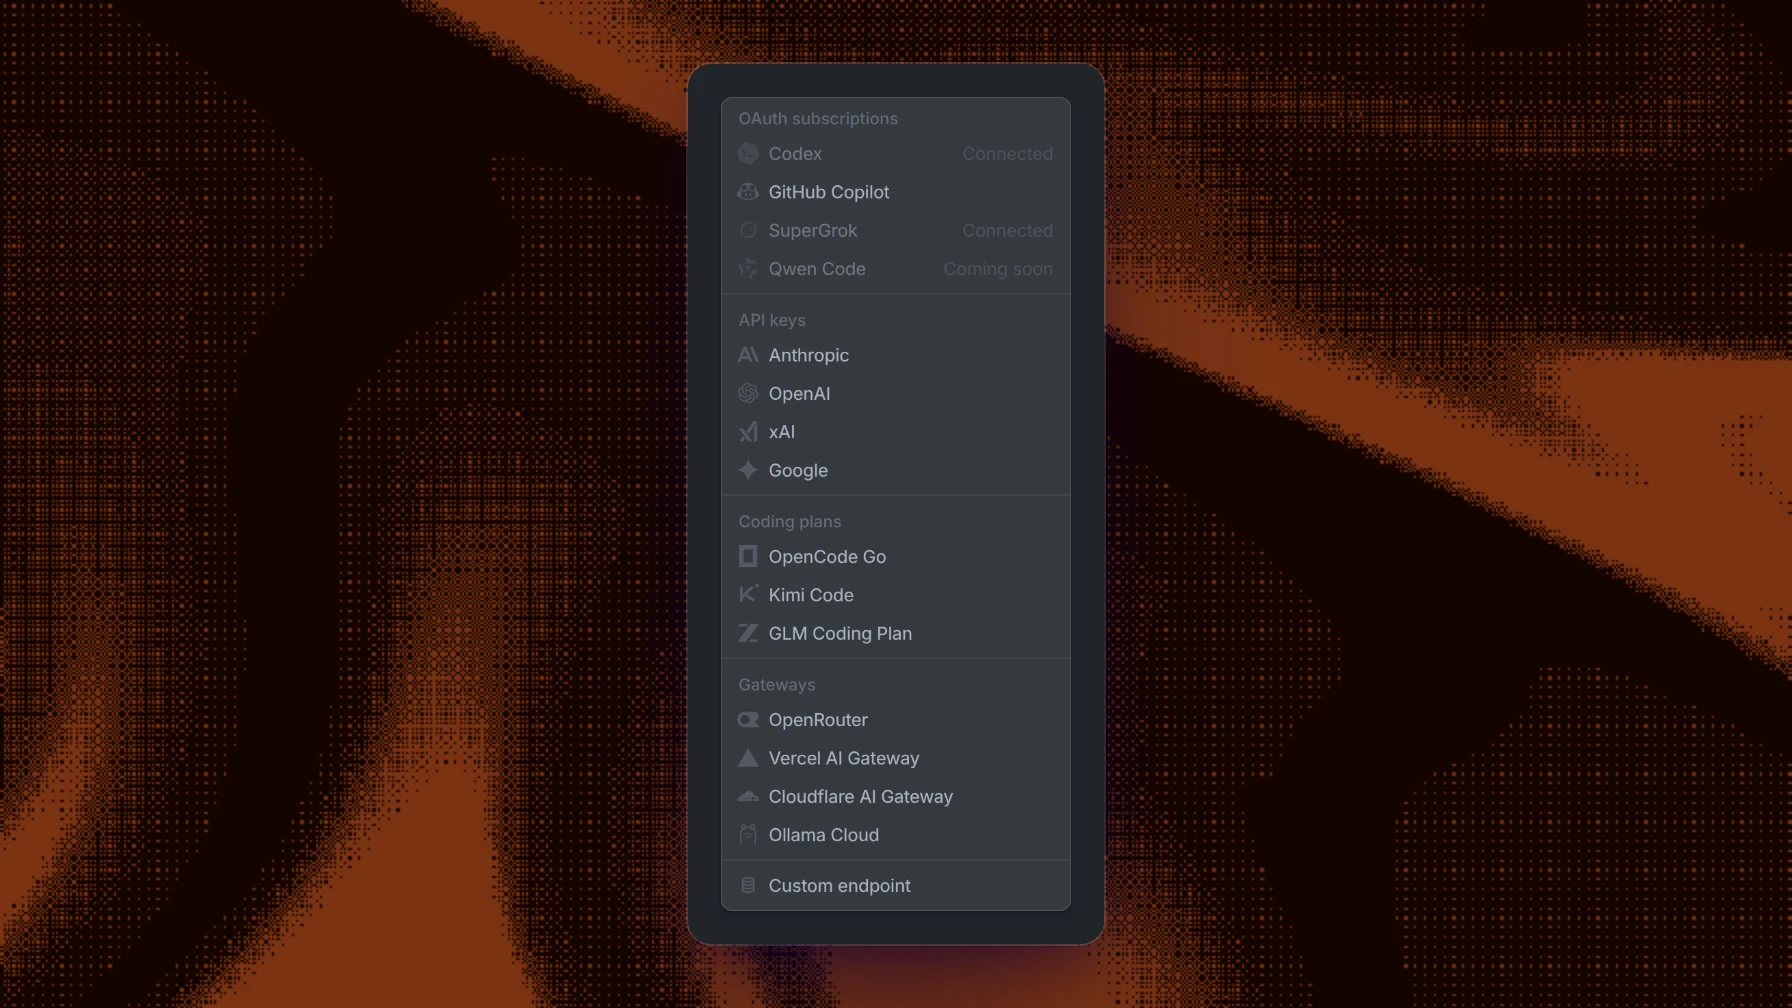 OAuth subscriptions
Codex Connected
GitHub Copilot
SuperGrok Connected
Qwen Code Coming soon
API keys
Anthropic
OpenAI
xAI
Google
Coding plans
OpenCode Go
Kimi Code
GLM Coding Plan
Gateways
OpenRouter
Vercel AI Gateway
Cloudflare AI Gateway
Ollama Cloud
Custom endpoint